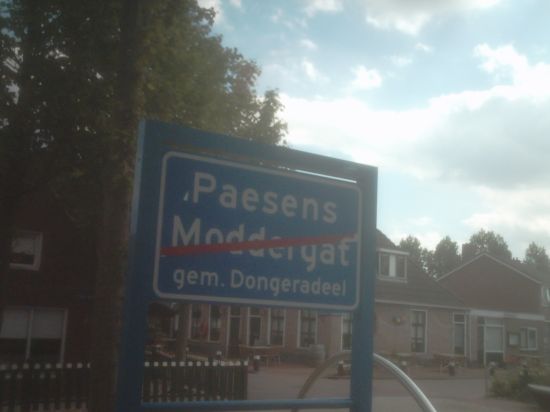 Paesens
Moddergat
gem. Dongeradeel